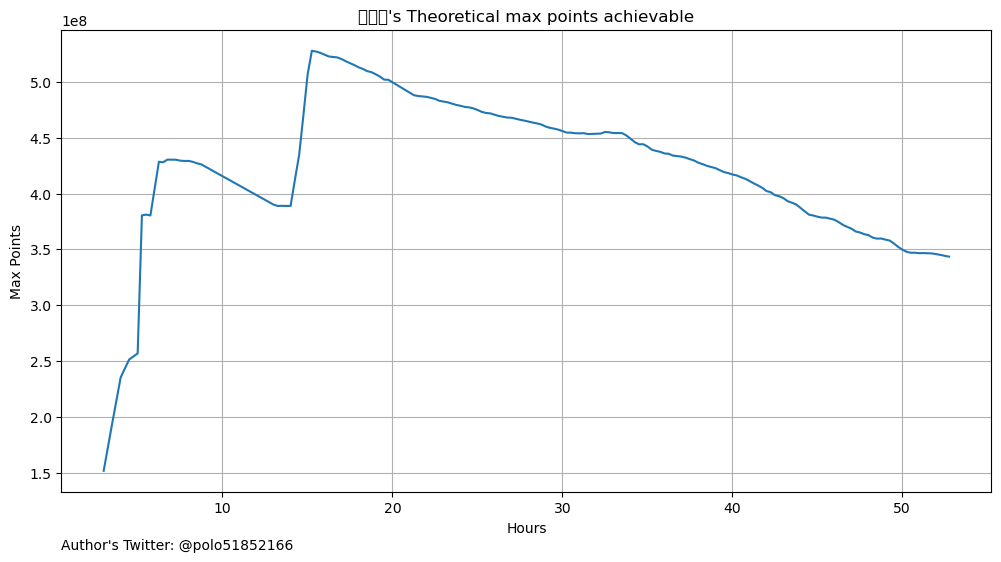 𝖳's Theoretical max points achievable
1e8
5.0
4.5
4.0
3.5
3.0
2.5
2.0
1.5
Max Points
10 20 30 40 50
Hours
Author's Twitter: @polo51852166